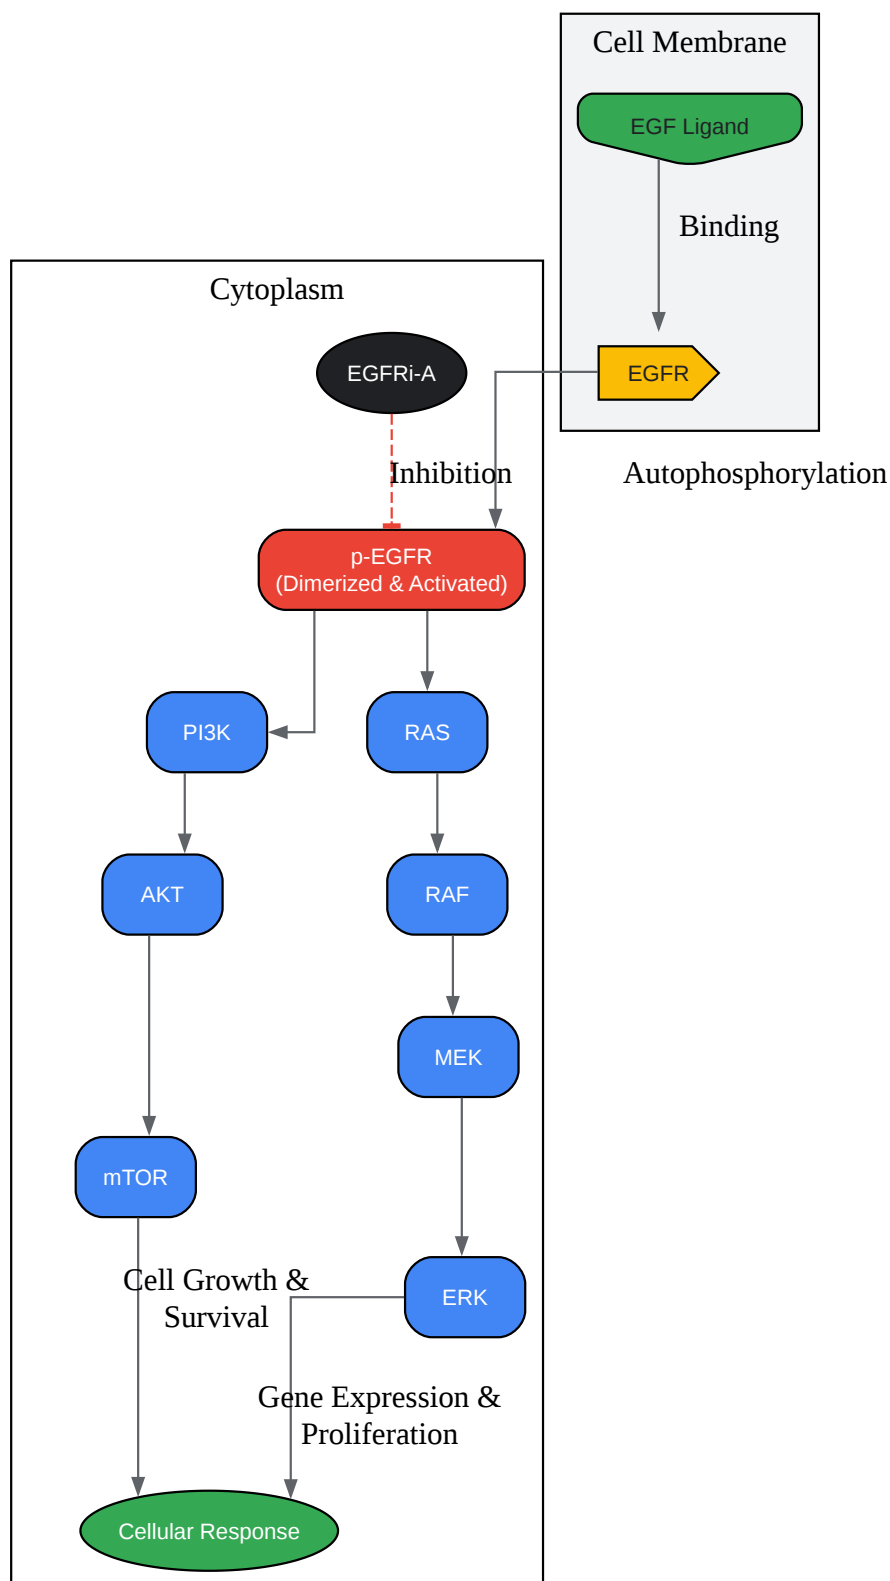 Cell Membrane
EGF Ligand
Binding
Cytoplasm
EGFRi-A
EGFR
Inhibition
Autophosphorylation
p-EGFR
(Dimerized & Activated)
PI3K
RAS
AKT
RAF
MEK
mTOR
Cell Growth &
Survival
ERK
Gene Expression &
Proliferation
Cellular Response